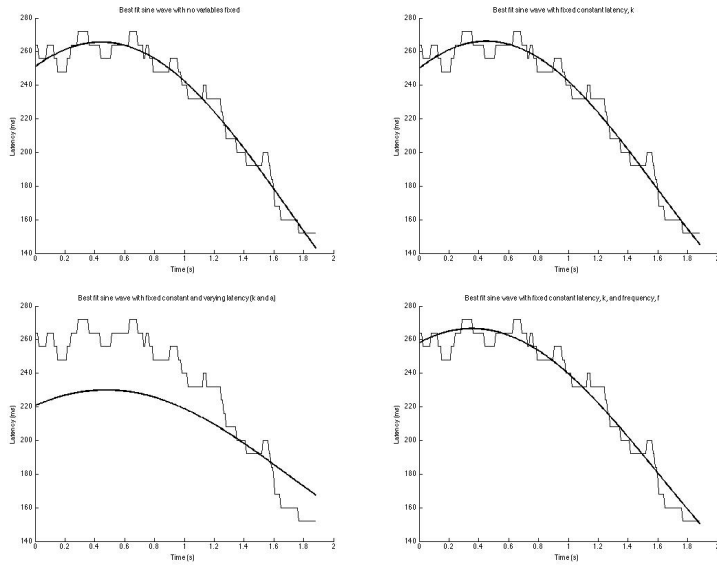 Best fit sine wave with no variables fixed
280
260
240
220
200
180
160
140
Latency (ms)
0 0.2 0.4 0.6 0.8 1 1.2 1.4 1.6 1.8 2
Time (s)
Best fit sine wave with fixed constant latency, k
280
260
240
220
200
180
160
140
Latency (ms)
0 0.2 0.4 0.6 0.8 1 1.2 1.4 1.6 1.8 2
Time (s)
Best fit sine wave with fixed constant and varying latency (k and a)
280
260
240
220
200
180
160
140
Latency (ms)
0 0.2 0.4 0.6 0.8 1 1.2 1.4 1.6 1.8 2
Time (s)
Best fit sine wave with fixed constant latency, k, and frequency, f
280
260
240
220
200
180
160
140
Latency (ms)
0 0.2 0.4 0.6 0.8 1 1.2 1.4 1.6 1.8 2
Time (s)